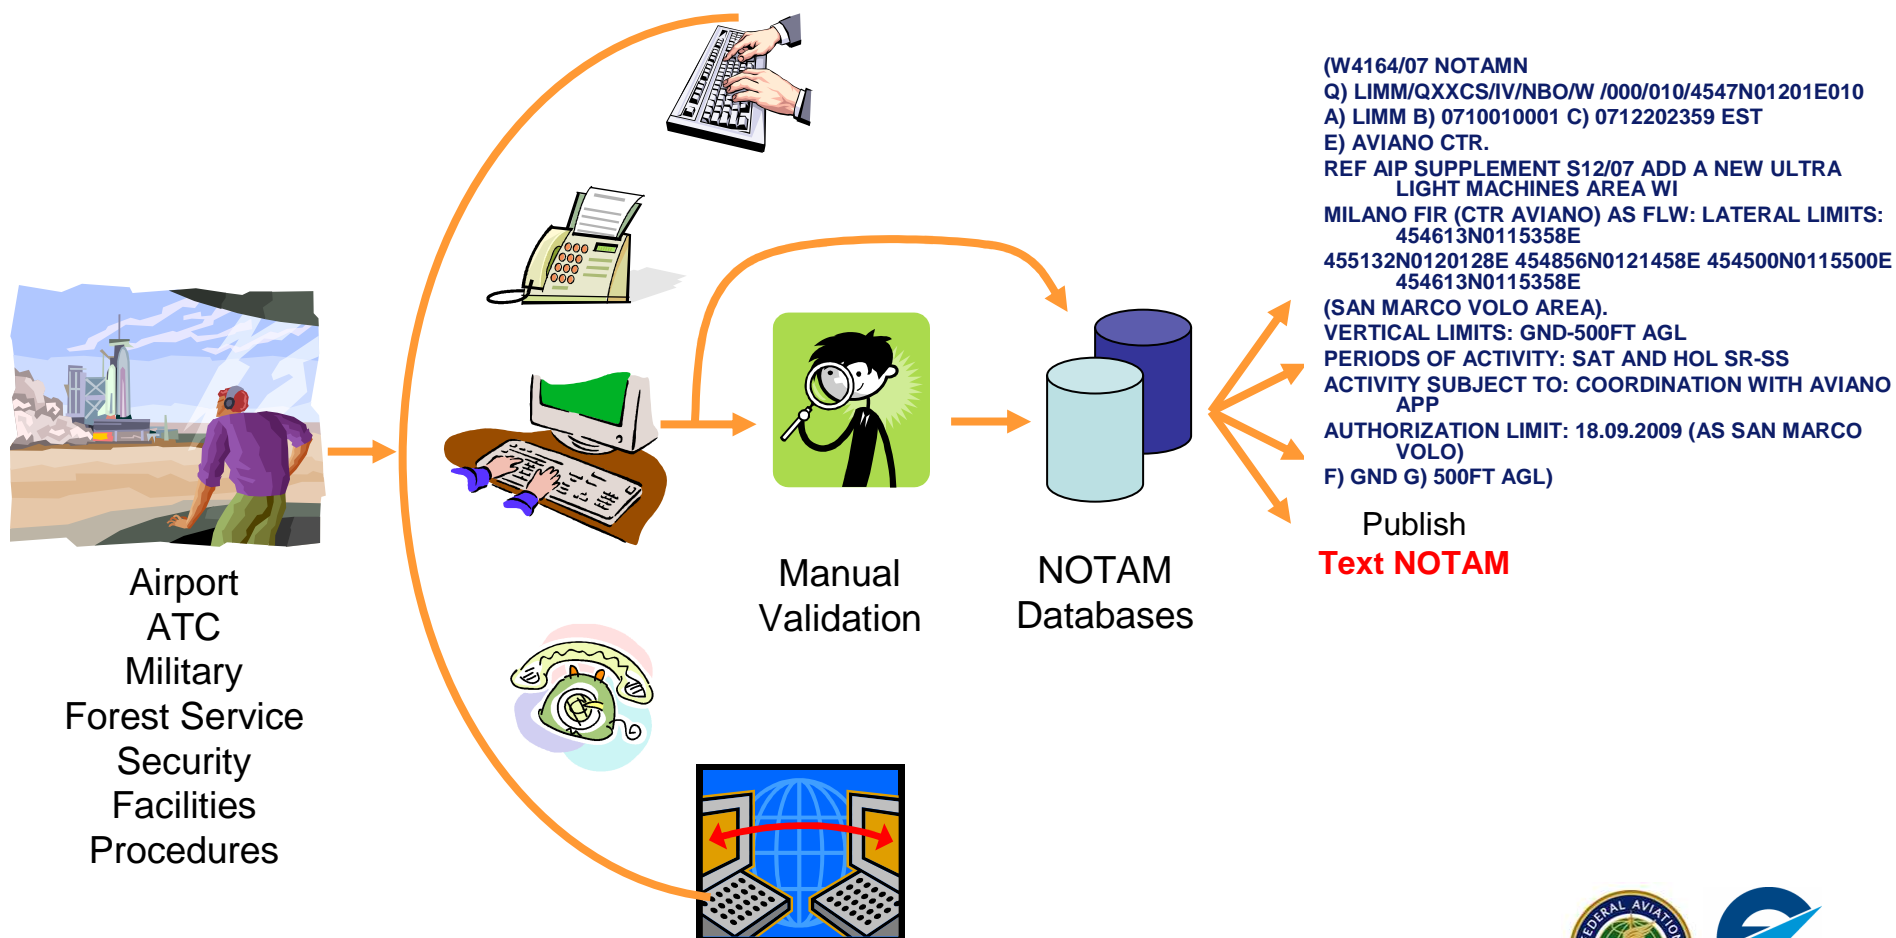 Airport
ATC
Military
Forest Service
Security
Facilities
Procedures
Manual
Validation
NOTAM
Databases
(W4164/07 NOTAMN
Q) LIMM/QXXCS/IV/NBO/W /000/010/4547N01201E010
A) LIMM B) 0710010001 C) 0712202359 EST
E) AVIANO CTR.
REF AIP SUPPLEMENT S12/07 ADD A NEW ULTRA
LIGHT MACHINES AREA WI
MILANO FIR (CTR AVIANO) AS FLW: LATERAL LIMITS:
454613N0115358E
455132N0120128E 454856N0121458E 454500N0115500E
454613N0115358E
(SAN MARCO VOLO AREA).
VERTICAL LIMITS: GND-500FT AGL
PERIODS OF ACTIVITY: SAT AND HOL SR-SS
ACTIVITY SUBJECT TO: COORDINATION WITH AVIANO
APP
AUTHORIZATION LIMIT: 18.09.2009 (AS SAN MARCO
VOLO)
F) GND G) 500FT AGL)
Publish
Text NOTAM
FEDERAL AVIATION